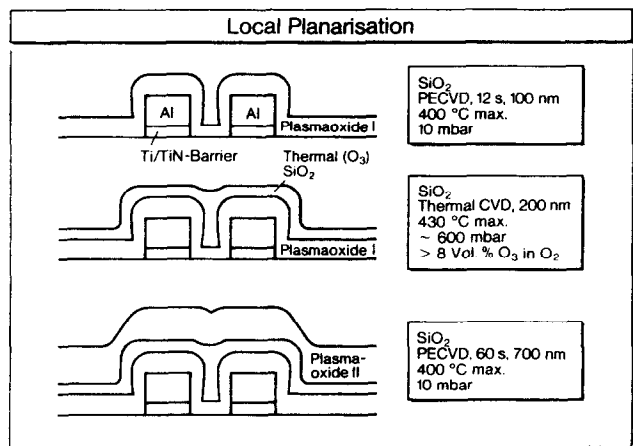 Local Planarisation
Al
Al
Plasmaoxide I
Ti/TiN-Barrier
SiO₂
PECVD, 12 s, 100 nm
400 °C max.
10 mbar
Thermal (O₃)
SiO₂
Plasmaoxide I
SiO₂
Thermal CVD, 200 nm
430 °C max.
~ 600 mbar
> 8 Vol. % O₃ in O₂
Plasma-
oxide II
SiO₂
PECVD, 60 s, 700 nm
400 °C max.
10 mbar